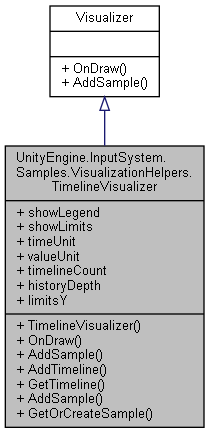 Visualizer
+ OnDraw()
+ AddSample()
UnityEngine.InputSystem.
Samples.VisualizationHelpers.
TimelineVisualizer
+ showLegend
+ showLimits
+ timeUnit
+ valueUnit
+ timelineCount
+ historyDepth
+ limitsY
+ TimelineVisualizer()
+ OnDraw()
+ AddSample()
+ AddTimeline()
+ GetTimeline()
+ AddSample()
+ GetOrCreateSample()